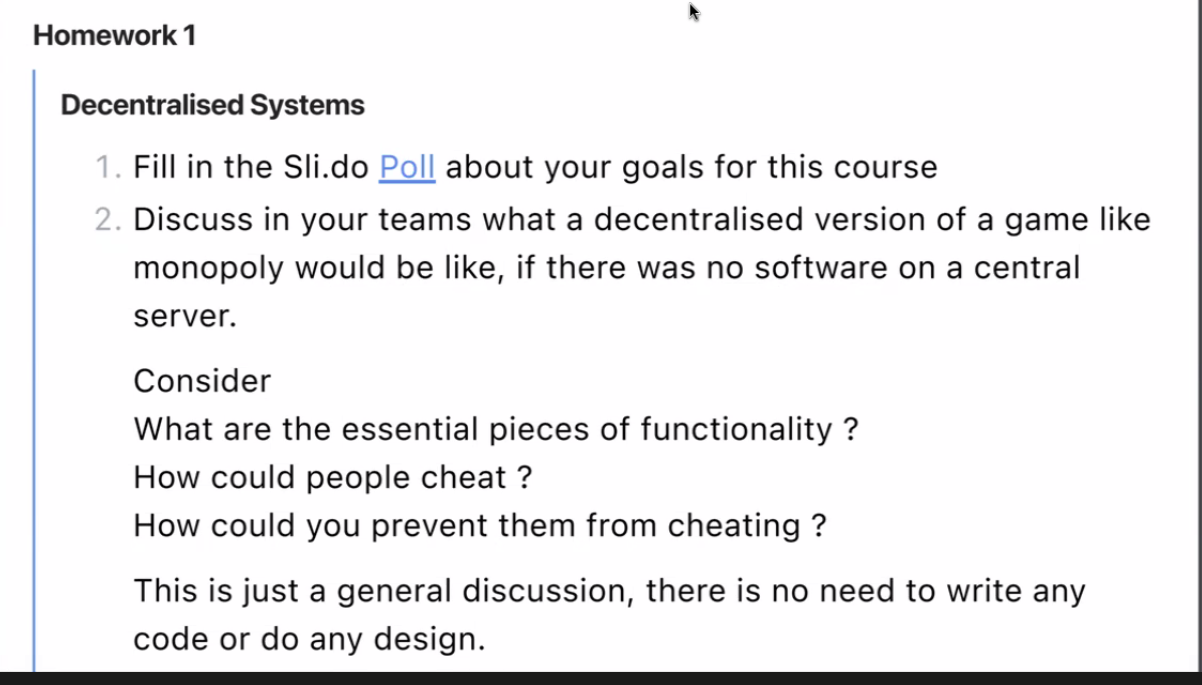 Homework 1
Decentralised Systems
1. Fill in the Sli.do Poll about your goals for this course
2. Discuss in your teams what a decentralised version of a game like
monopoly would be like, if there was no software on a central
server.
Consider
What are the essential pieces of functionality ?
How could people cheat ?
How could you prevent them from cheating ?
This is just a general discussion, there is no need to write any
code or do any design.